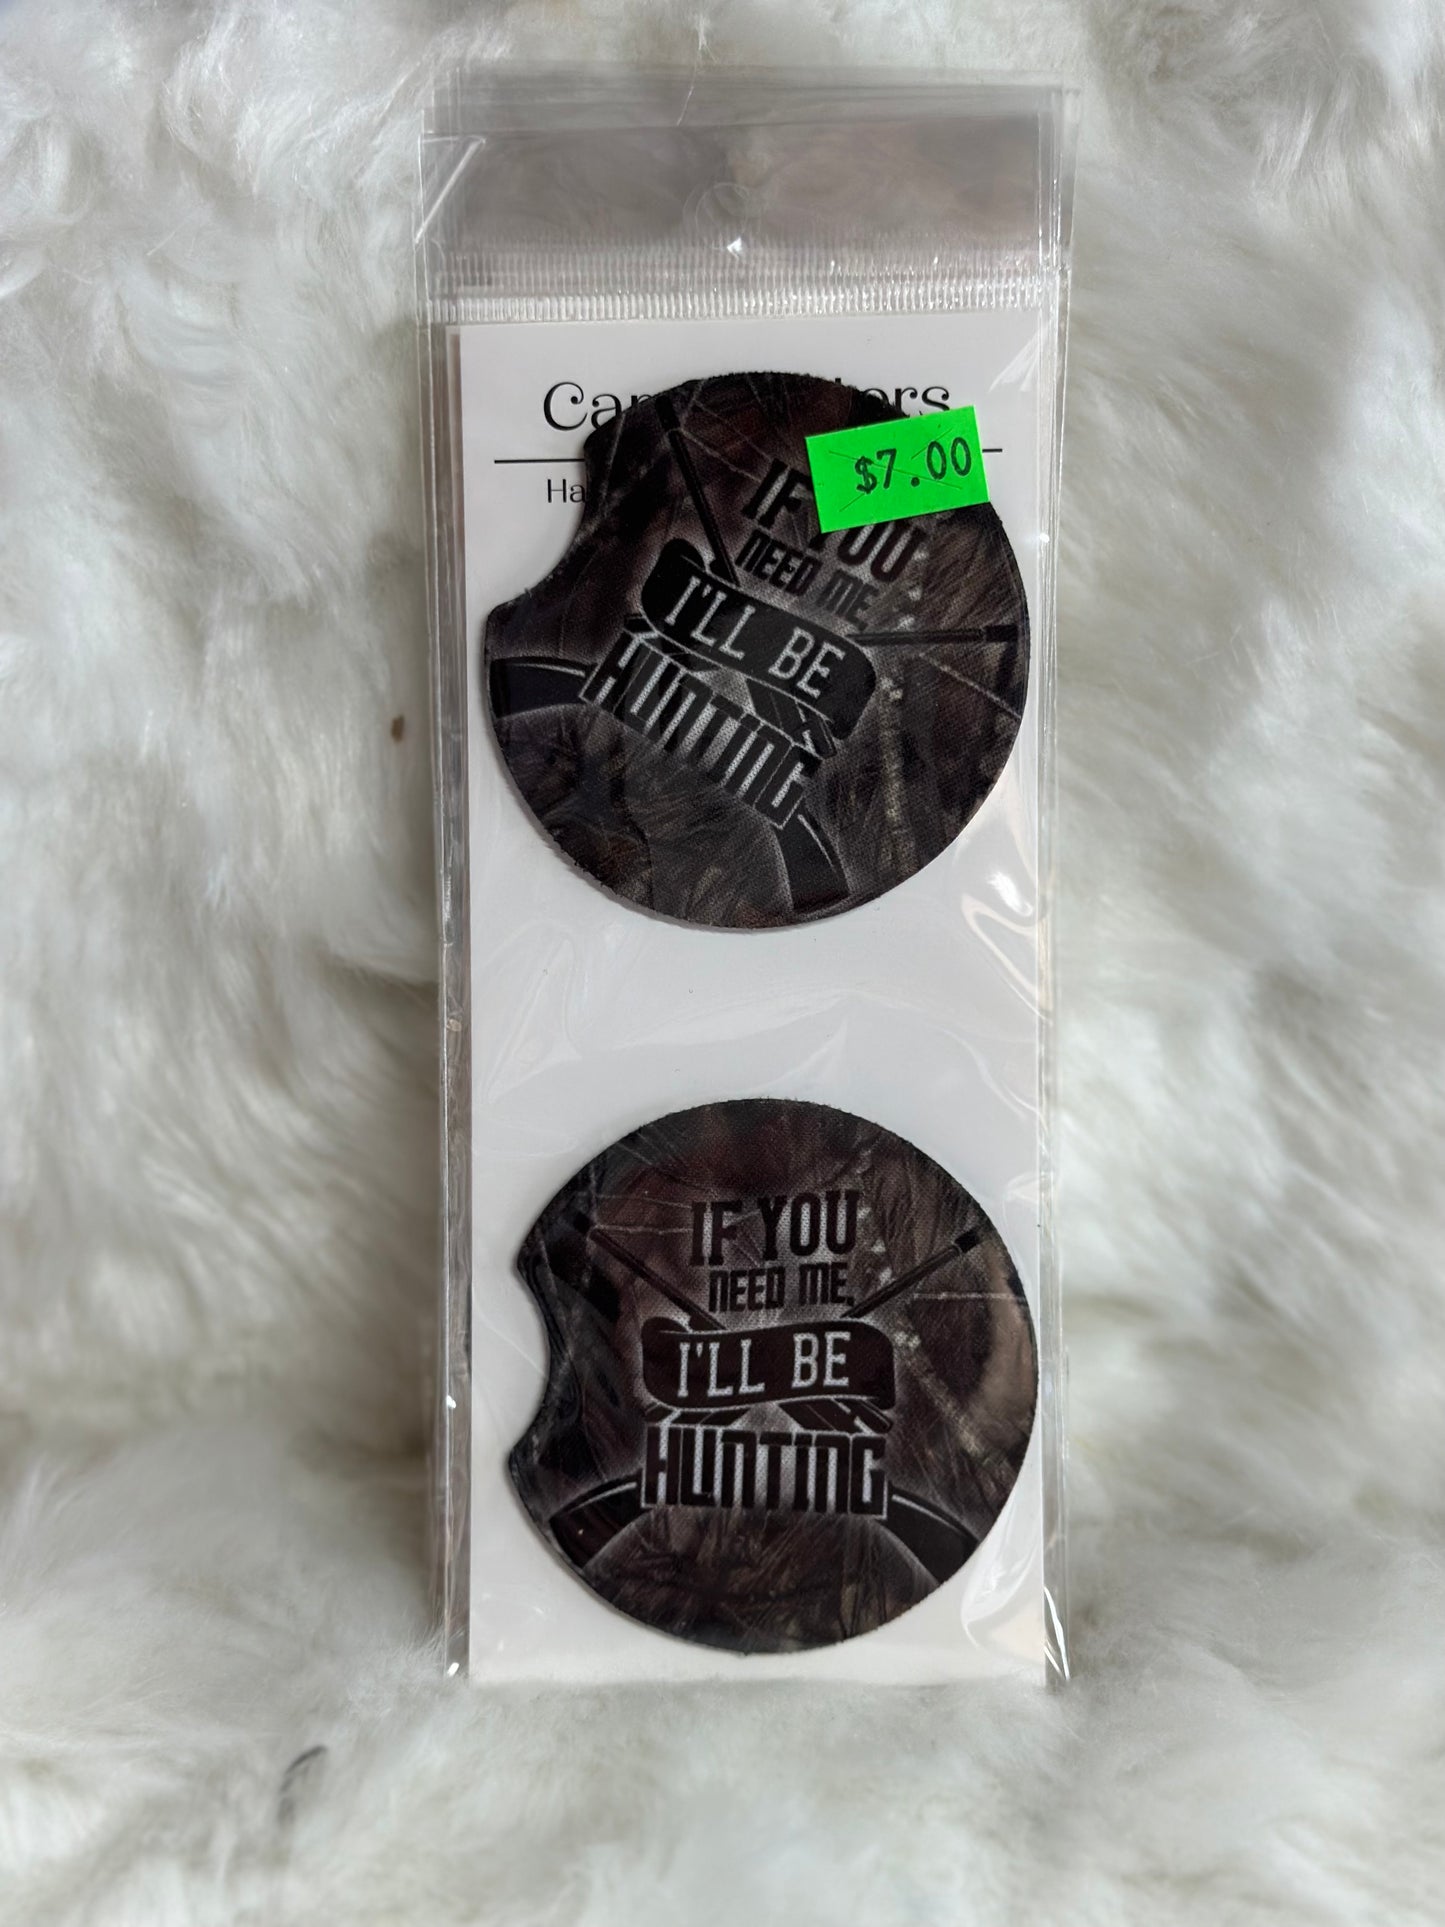 $7.00
IF YOU
NEED ME,
I'LL BE
HUNTING
IF YOU
NEED ME,
I'LL BE
HUNTING